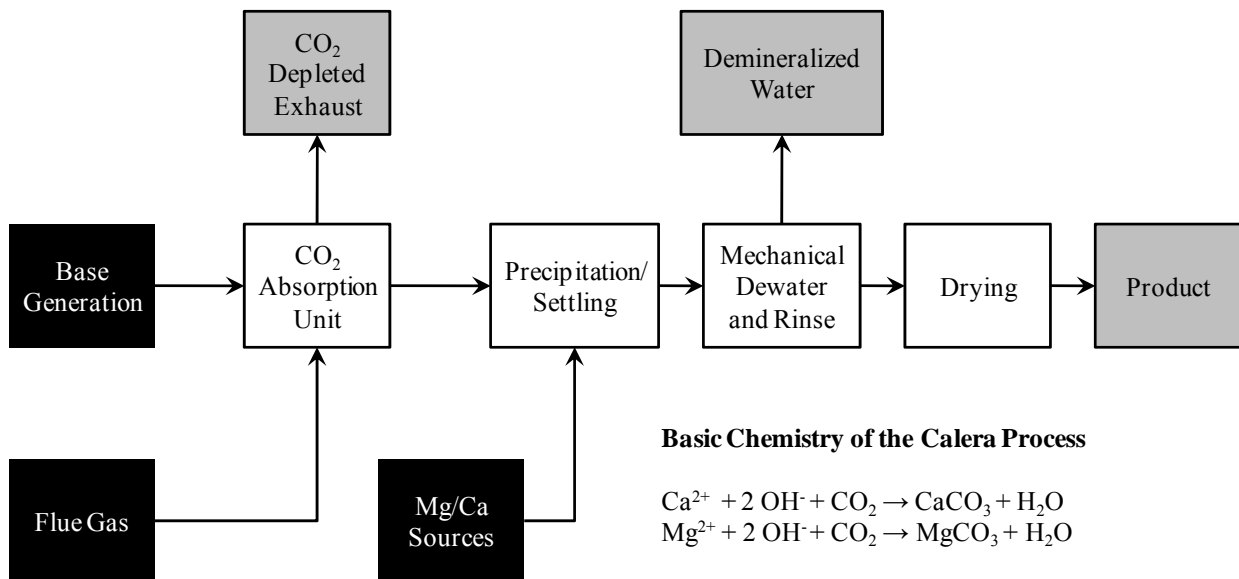 CO₂
Depleted
Exhaust
Demineralized
Water
Base
Generation
CO₂
Absorption
Unit
Precipitation/
Settling
Mechanical
Dewater
and Rinse
Drying
Product
Flue Gas
Mg/Ca
Sources
Basic Chemistry of the Calera Process
Ca²⁺ + 2 OH⁻ + CO₂ → CaCO₃ + H₂O
Mg²⁺ + 2 OH⁻ + CO₂ → MgCO₃ + H₂O